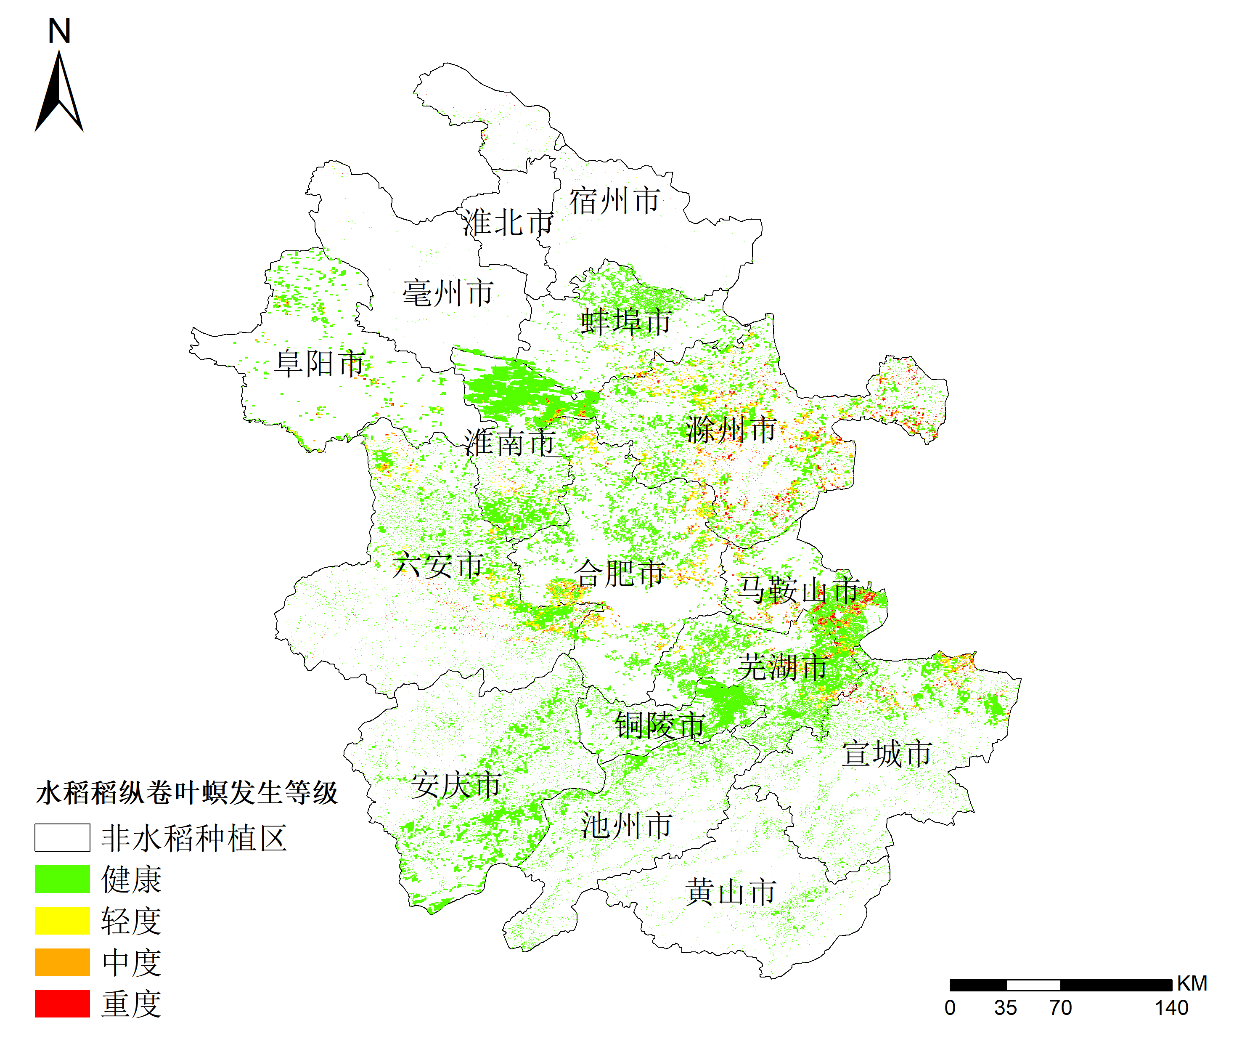 N
宿州市
淮北市
亳州市
蚌埠市
阜阳市
滁州市
淮南市
六安市
合肥市
马鞍山市
芜湖市
铜陵市
宣城市
安庆市
池州市
黄山市
水稻稻纵卷叶螟发生等级
非水稻种植区
健康
轻度
中度
重度
KM
0 35 70 140